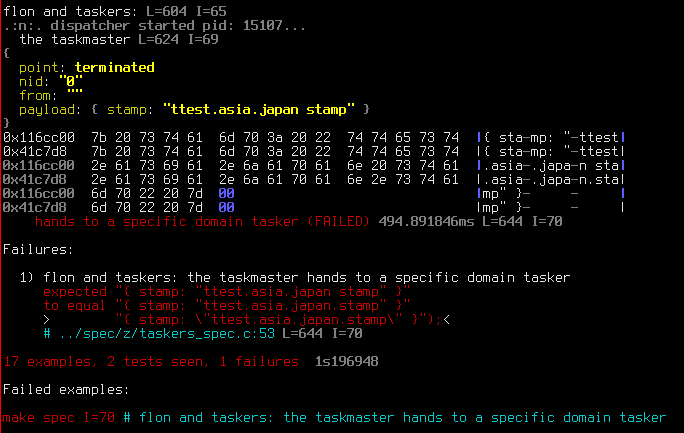 flon and taskers: L=604 I=65
.:n:. dispatcher started pid: 15107...
the taskmaster L=624 I=69
{
point: terminated
nid: "0"
from: ""
payload: { stamp: "ttest.asia.japan stamp" }
}
0x116cc00 7b 20 73 74 61 6d 70 3a 20 22 74 74 65 73 74 |{ sta-mp: "-ttest|
0x41c7d8 7b 20 73 74 61 6d 70 3a 20 22 74 74 65 73 74 |{ sta-mp: "-ttest|
0x116cc00 2e 61 73 69 61 2e 6a 61 70 61 6e 20 73 74 61 |.asia-.japa-n sta|
0x41c7d8 2e 61 73 69 61 2e 6a 61 70 61 6e 2e 73 74 61 |.asia-.japa-n.sta|
0x116cc00 6d 70 22 20 7d 00 |mp" }- - |
0x41c7d8 6d 70 22 20 7d 00 |mp" }- - |
hands to a specific domain tasker (FAILED) 494.891846ms L=644 I=70
Failures:
1) flon and taskers: the taskmaster hands to a specific domain tasker
expected "{ stamp: "ttest.asia.japan stamp" }"
to equal "{ stamp: "ttest.asia.japan.stamp" }"
> "{ stamp: \"ttest.asia.japan.stamp\" }");<
# ../spec/z/taskers_spec.c:53 L=644 I=70
17 examples, 2 tests seen, 1 failures 1s196948
Failed examples:
make spec I=70 # flon and taskers: the taskmaster hands to a specific domain tasker